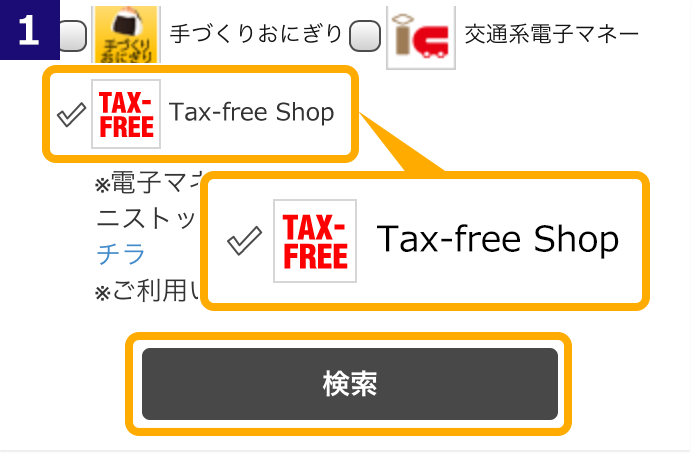 1
手づくり
おにぎり
手づくりおにぎり
ic
交通系電子マネー
TAX-
FREE
Tax-free Shop
※電子マネ
ニストッ
チラ
※ご利用い
TAX-
FREE
Tax-free Shop
検索